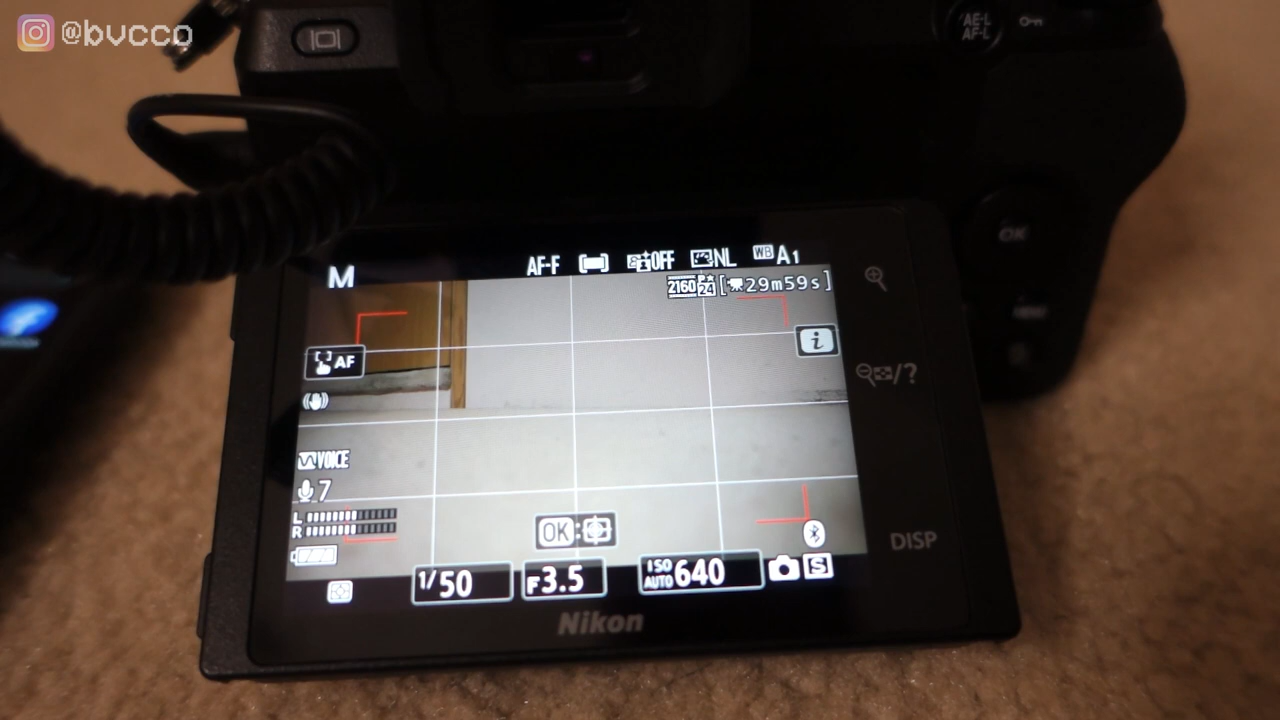 @bvcco
AE-L
AF-L
OK
M
AF-F OFF NL WB A1
2160 24 [29m59s]
i
AF
/?
VOICE
7
L
R
OK:
DISP
1/50 F3.5 ISO AUTO 640 S
Nikon